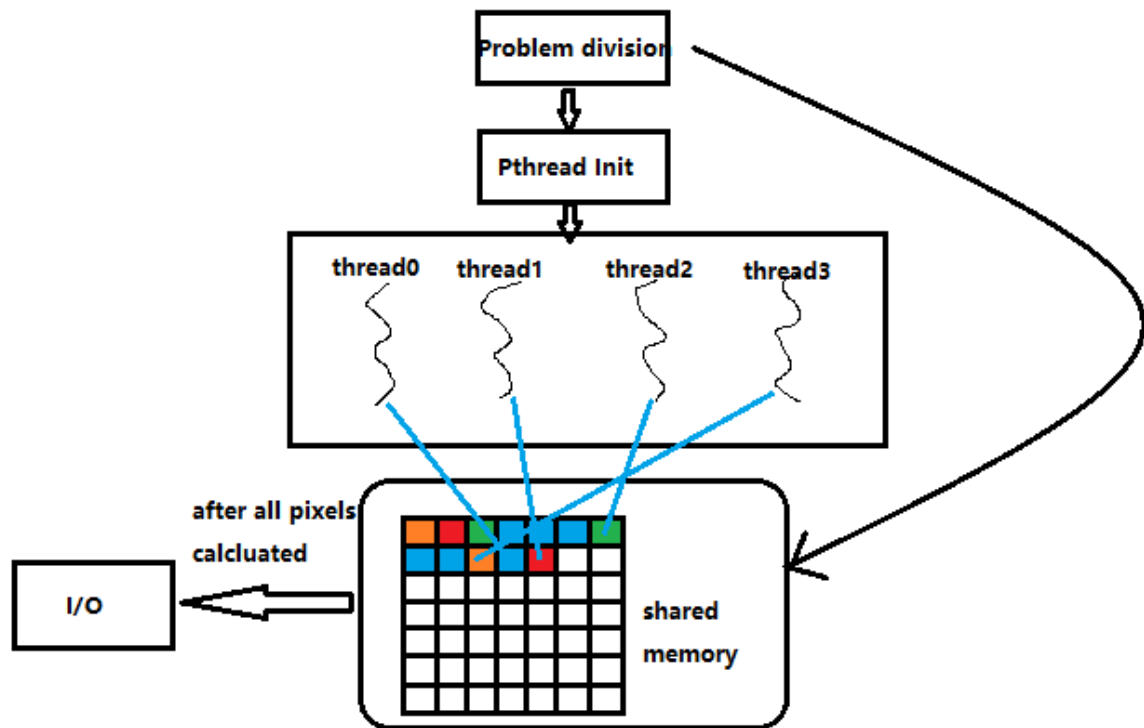 Problem division
Pthread Init
thread0 thread1 thread2 thread3
after all pixels
calcluated
I/O
shared
memory